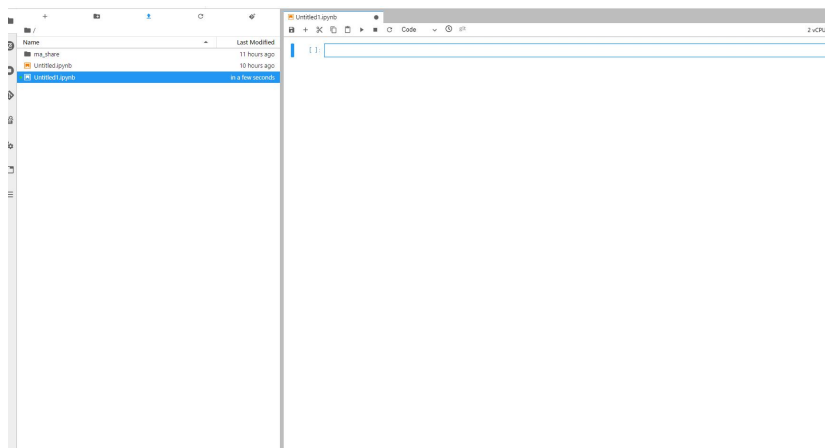 Untitled1.ipynb
Code
2 vCPU
/
Name
Last Modified
ma_share
11 hours ago
Untitled.ipynb
10 hours ago
Untitled1.ipynb
in a few seconds
[ ]: